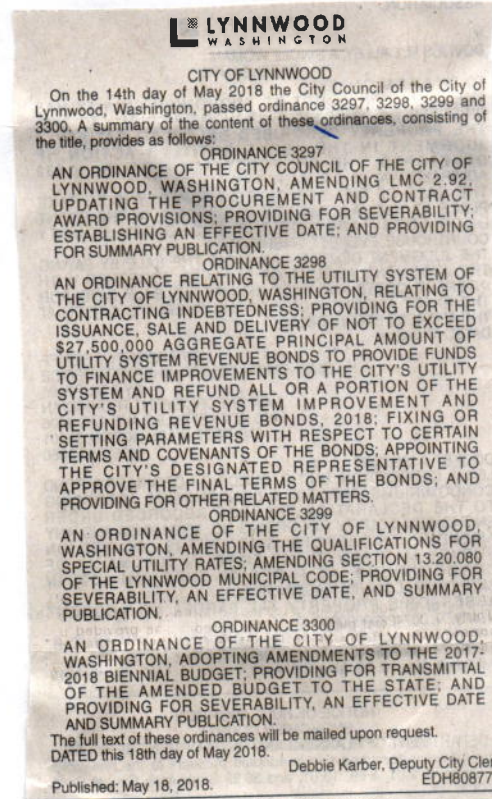 LYNNWOOD
WASHINGTON
CITY OF LYNNWOOD
On the 14th day of May 2018 the City Council of the City of
Lynnwood, Washington, passed ordinance 3297, 3298, 3299 and
3300. A summary of the content of these ordinances, consisting of
the title, provides as follows:
ORDINANCE 3297
AN ORDINANCE OF THE CITY COUNCIL OF THE CITY OF
LYNNWOOD, WASHINGTON, AMENDING LMC 2.92,
UPDATING THE PROCUREMENT AND CONTRACT
AWARD PROVISIONS; PROVIDING FOR SEVERABILITY;
ESTABLISHING AN EFFECTIVE DATE; AND PROVIDING
FOR SUMMARY PUBLICATION.
ORDINANCE 3298
AN ORDINANCE RELATING TO THE UTILITY SYSTEM OF
THE CITY OF LYNNWOOD, WASHINGTON, RELATING TO
CONTRACTING INDEBTEDNESS; PROVIDING FOR THE
ISSUANCE, SALE AND DELIVERY OF NOT TO EXCEED
$27,500,000 AGGREGATE PRINCIPAL AMOUNT OF
UTILITY SYSTEM REVENUE BONDS TO PROVIDE FUNDS
TO FINANCE IMPROVEMENTS TO THE CITY'S UTILITY
SYSTEM AND REFUND ALL OR A PORTION OF THE
CITY'S UTILITY SYSTEM IMPROVEMENT AND
REFUNDING REVENUE BONDS, 2018; FIXING OR
SETTING PARAMETERS WITH RESPECT TO CERTAIN
TERMS AND COVENANTS OF THE BONDS; APPOINTING
THE CITY'S DESIGNATED REPRESENTATIVE TO
APPROVE THE FINAL TERMS OF THE BONDS; AND
PROVIDING FOR OTHER RELATED MATTERS.
ORDINANCE 3299
AN ORDINANCE OF THE CITY OF LYNNWOOD,
WASHINGTON, AMENDING THE QUALIFICATIONS FOR
SPECIAL UTILITY RATES; AMENDING SECTION 13.20.080
OF THE LYNNWOOD MUNICIPAL CODE; PROVIDING FOR
SEVERABILITY, AN EFFECTIVE DATE, AND SUMMARY
PUBLICATION.
ORDINANCE 3300
AN ORDINANCE OF THE CITY OF LYNNWOOD,
WASHINGTON, ADOPTING AMENDMENTS TO THE 2017-
2018 BIENNIAL BUDGET; PROVIDING FOR TRANSMITTAL
OF THE AMENDED BUDGET TO THE STATE; AND
PROVIDING FOR SEVERABILITY, AN EFFECTIVE DATE
AND SUMMARY PUBLICATION.
The full text of these ordinances will be mailed upon request.
DATED this 18th day of May 2018.
Debbie Karber, Deputy City Cler
Published: May 18, 2018.
EDH80877